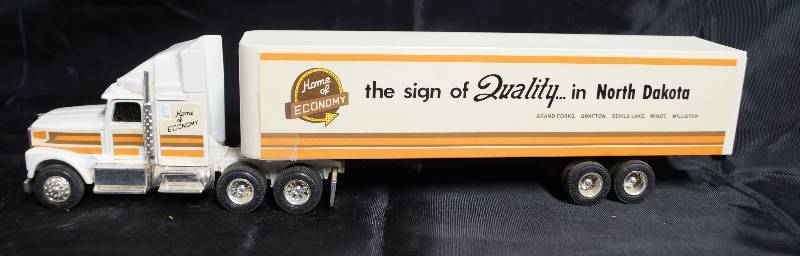 Home
of
ECONOMY
Home
of
ECONOMY
the sign of Quality... in North Dakota
GRAND FORKS, GRAFTON, DEVILS LAKE, MINOT, WILLISTON